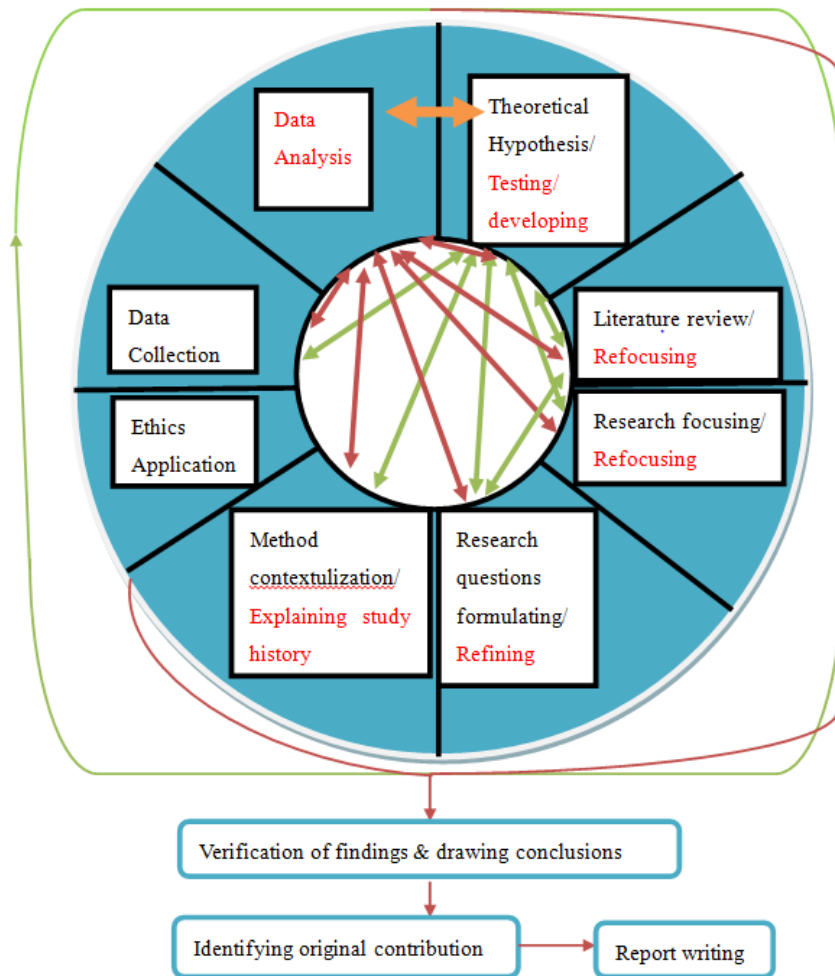 Data
Analysis
Theoretical
Hypothesis/
Testing/
developing
Literature review/
Refocusing
Research focusing/
Refocusing
Research
questions
formulating/
Refining
Method
contextulization/
Explaining study
history
Ethics
Application
Data
Collection
Verification of findings & drawing conclusions
Identifying original contribution
Report writing